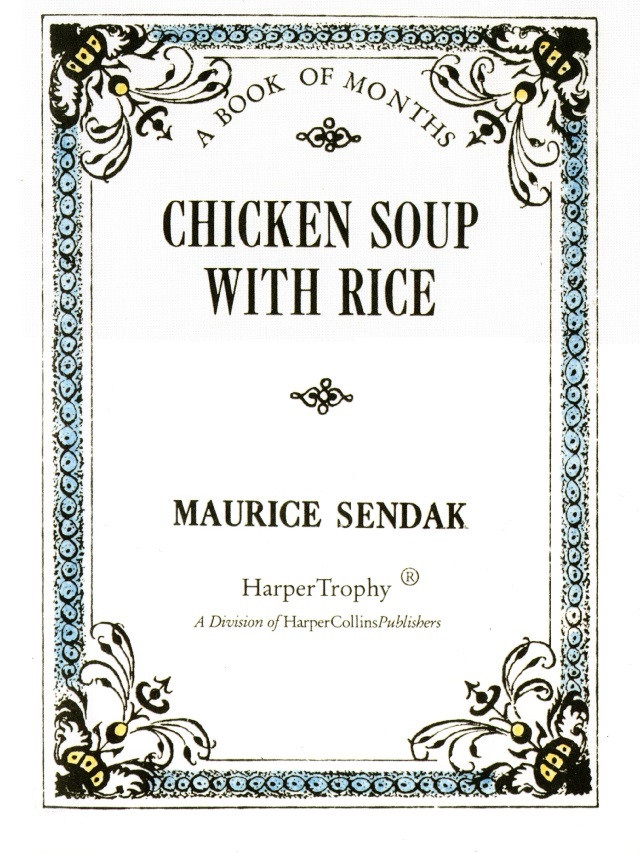 A BOOK OF MONTHS
CHICKEN SOUP
WITH RICE
MAURICE SENDAK
HarperTrophy ®
A Division of HarperCollinsPublishers